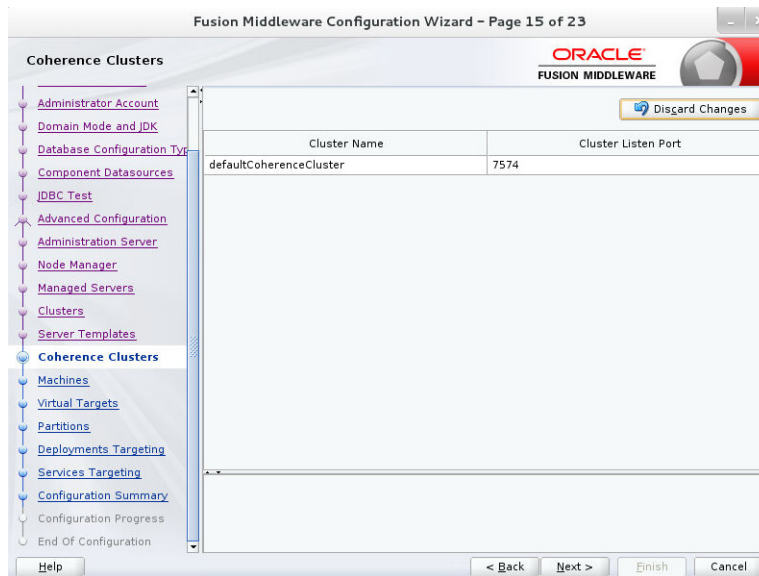 Fusion Middleware Configuration Wizard – Page 15 of 23
Coherence Clusters
ORACLE
FUSION MIDDLEWARE
Administrator Account
Domain Mode and JDK
Database Configuration Typ
Component Datasources
JDBC Test
Advanced Configuration
Administration Server
Node Manager
Managed Servers
Clusters
Server Templates
Coherence Clusters
Machines
Virtual Targets
Partitions
Deployments Targeting
Services Targeting
Configuration Summary
Configuration Progress
End Of Configuration
Discard Changes
Cluster Name Cluster Listen Port
defaultCoherenceCluster 7574
Help < Back Next > Finish Cancel